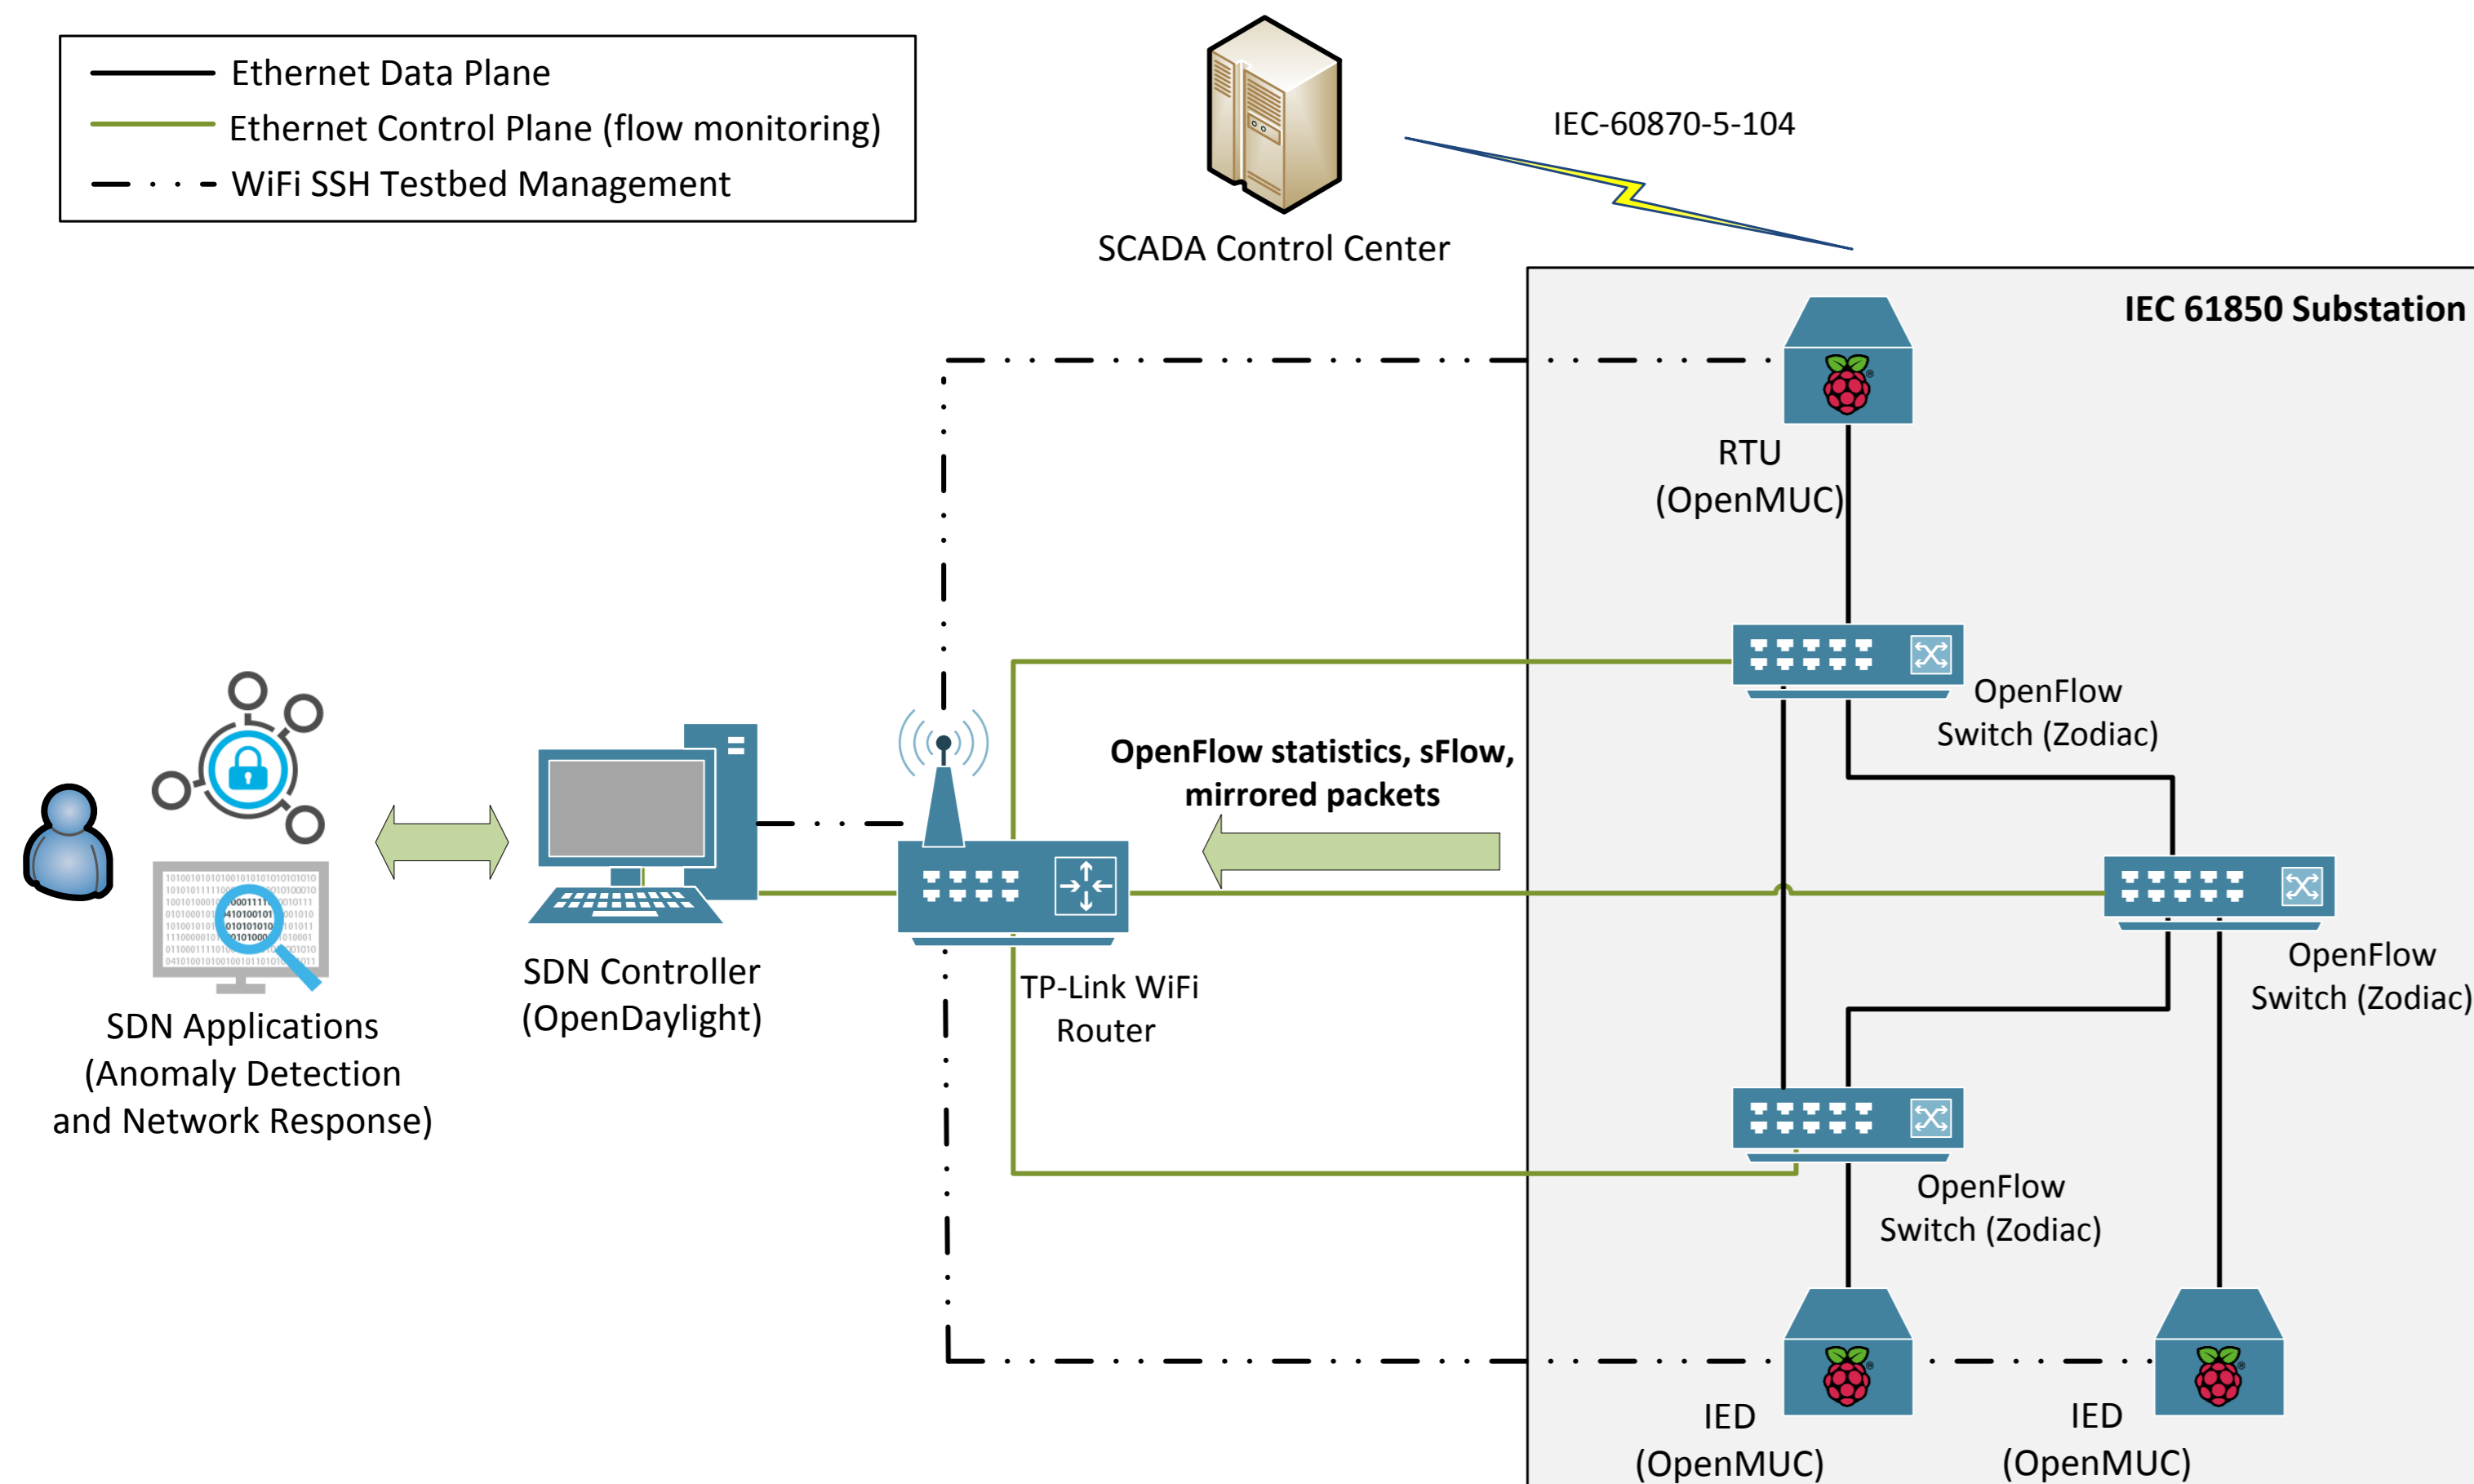 Ethernet Data Plane
Ethernet Control Plane (flow monitoring)
WiFi SSH Testbed Management
SCADA Control Center
IEC-60870-5-104
IEC 61850 Substation
RTU
(OpenMUC)
OpenFlow
Switch (Zodiac)
OpenFlow statistics, sFlow,
mirrored packets
OpenFlow
Switch (Zodiac)
SDN Controller
(OpenDaylight)
TP-Link WiFi
Router
SDN Applications
(Anomaly Detection
and Network Response)
OpenFlow
Switch (Zodiac)
IED
(OpenMUC)
IED
(OpenMUC)